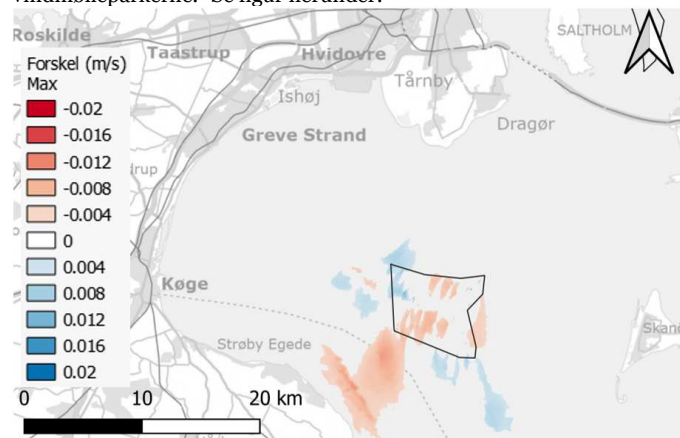 vindmølleparkerne. Se figur herunder.
Roskilde
Taastrup
Hvidovre
SALTHOLM
Forskel (m/s)
Max
-0.02
-0.016
-0.012
-0.008
-0.004
0
0.004
0.008
0.012
0.016
0.02
Ishøj
Tårnby
Dragør
Greve Strand
drup
Køge
Strøby Egede
Skanö
0
10
20 km